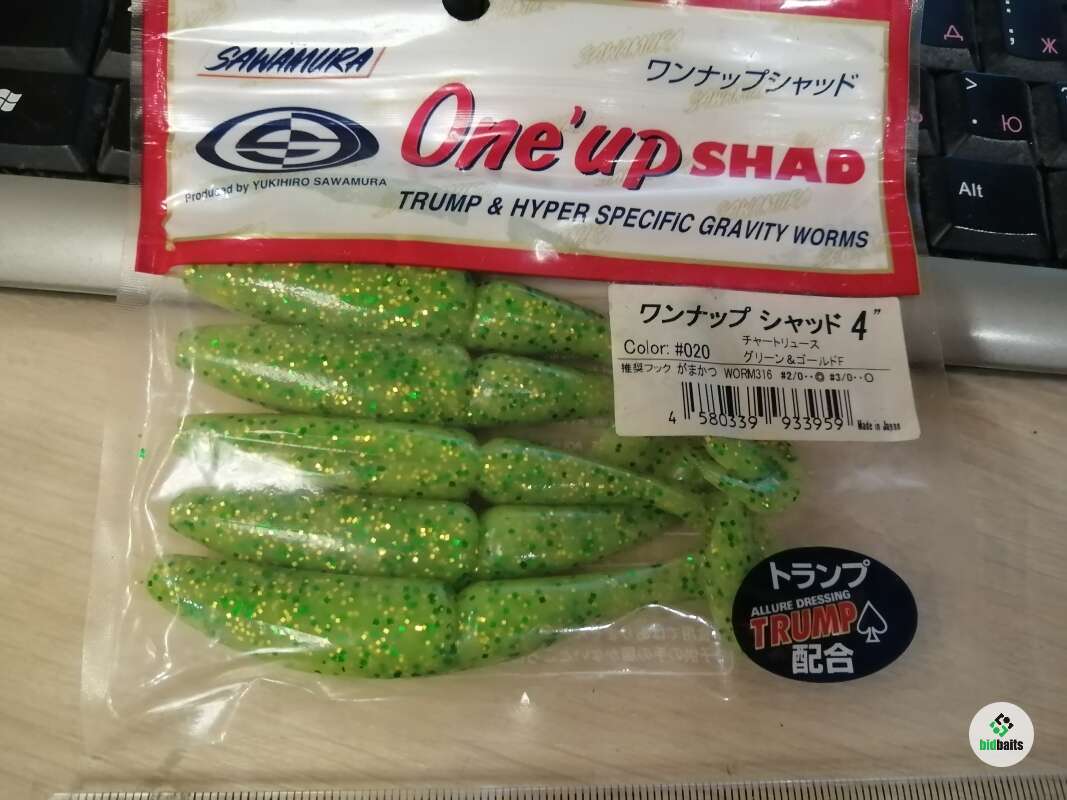 SAWAMURA
ワンナップシャッド
One'up SHAD
Produced by YUKIHIRO SAWAMURA
TRUMP & HYPER SPECIFIC GRAVITY WORMS
ワンナップ シャッド 4"
チャートリュース
Color: #020 グリーン&ゴールドF
推奨フック がまかつ WORM316 #2/0--◎ #3/0--○
4 580339 933959
Made in Japan
トランプ
ALLURE DRESSING
TRUMP
配合
Д
Ж
>
.
Ю
Alt
bidbaits